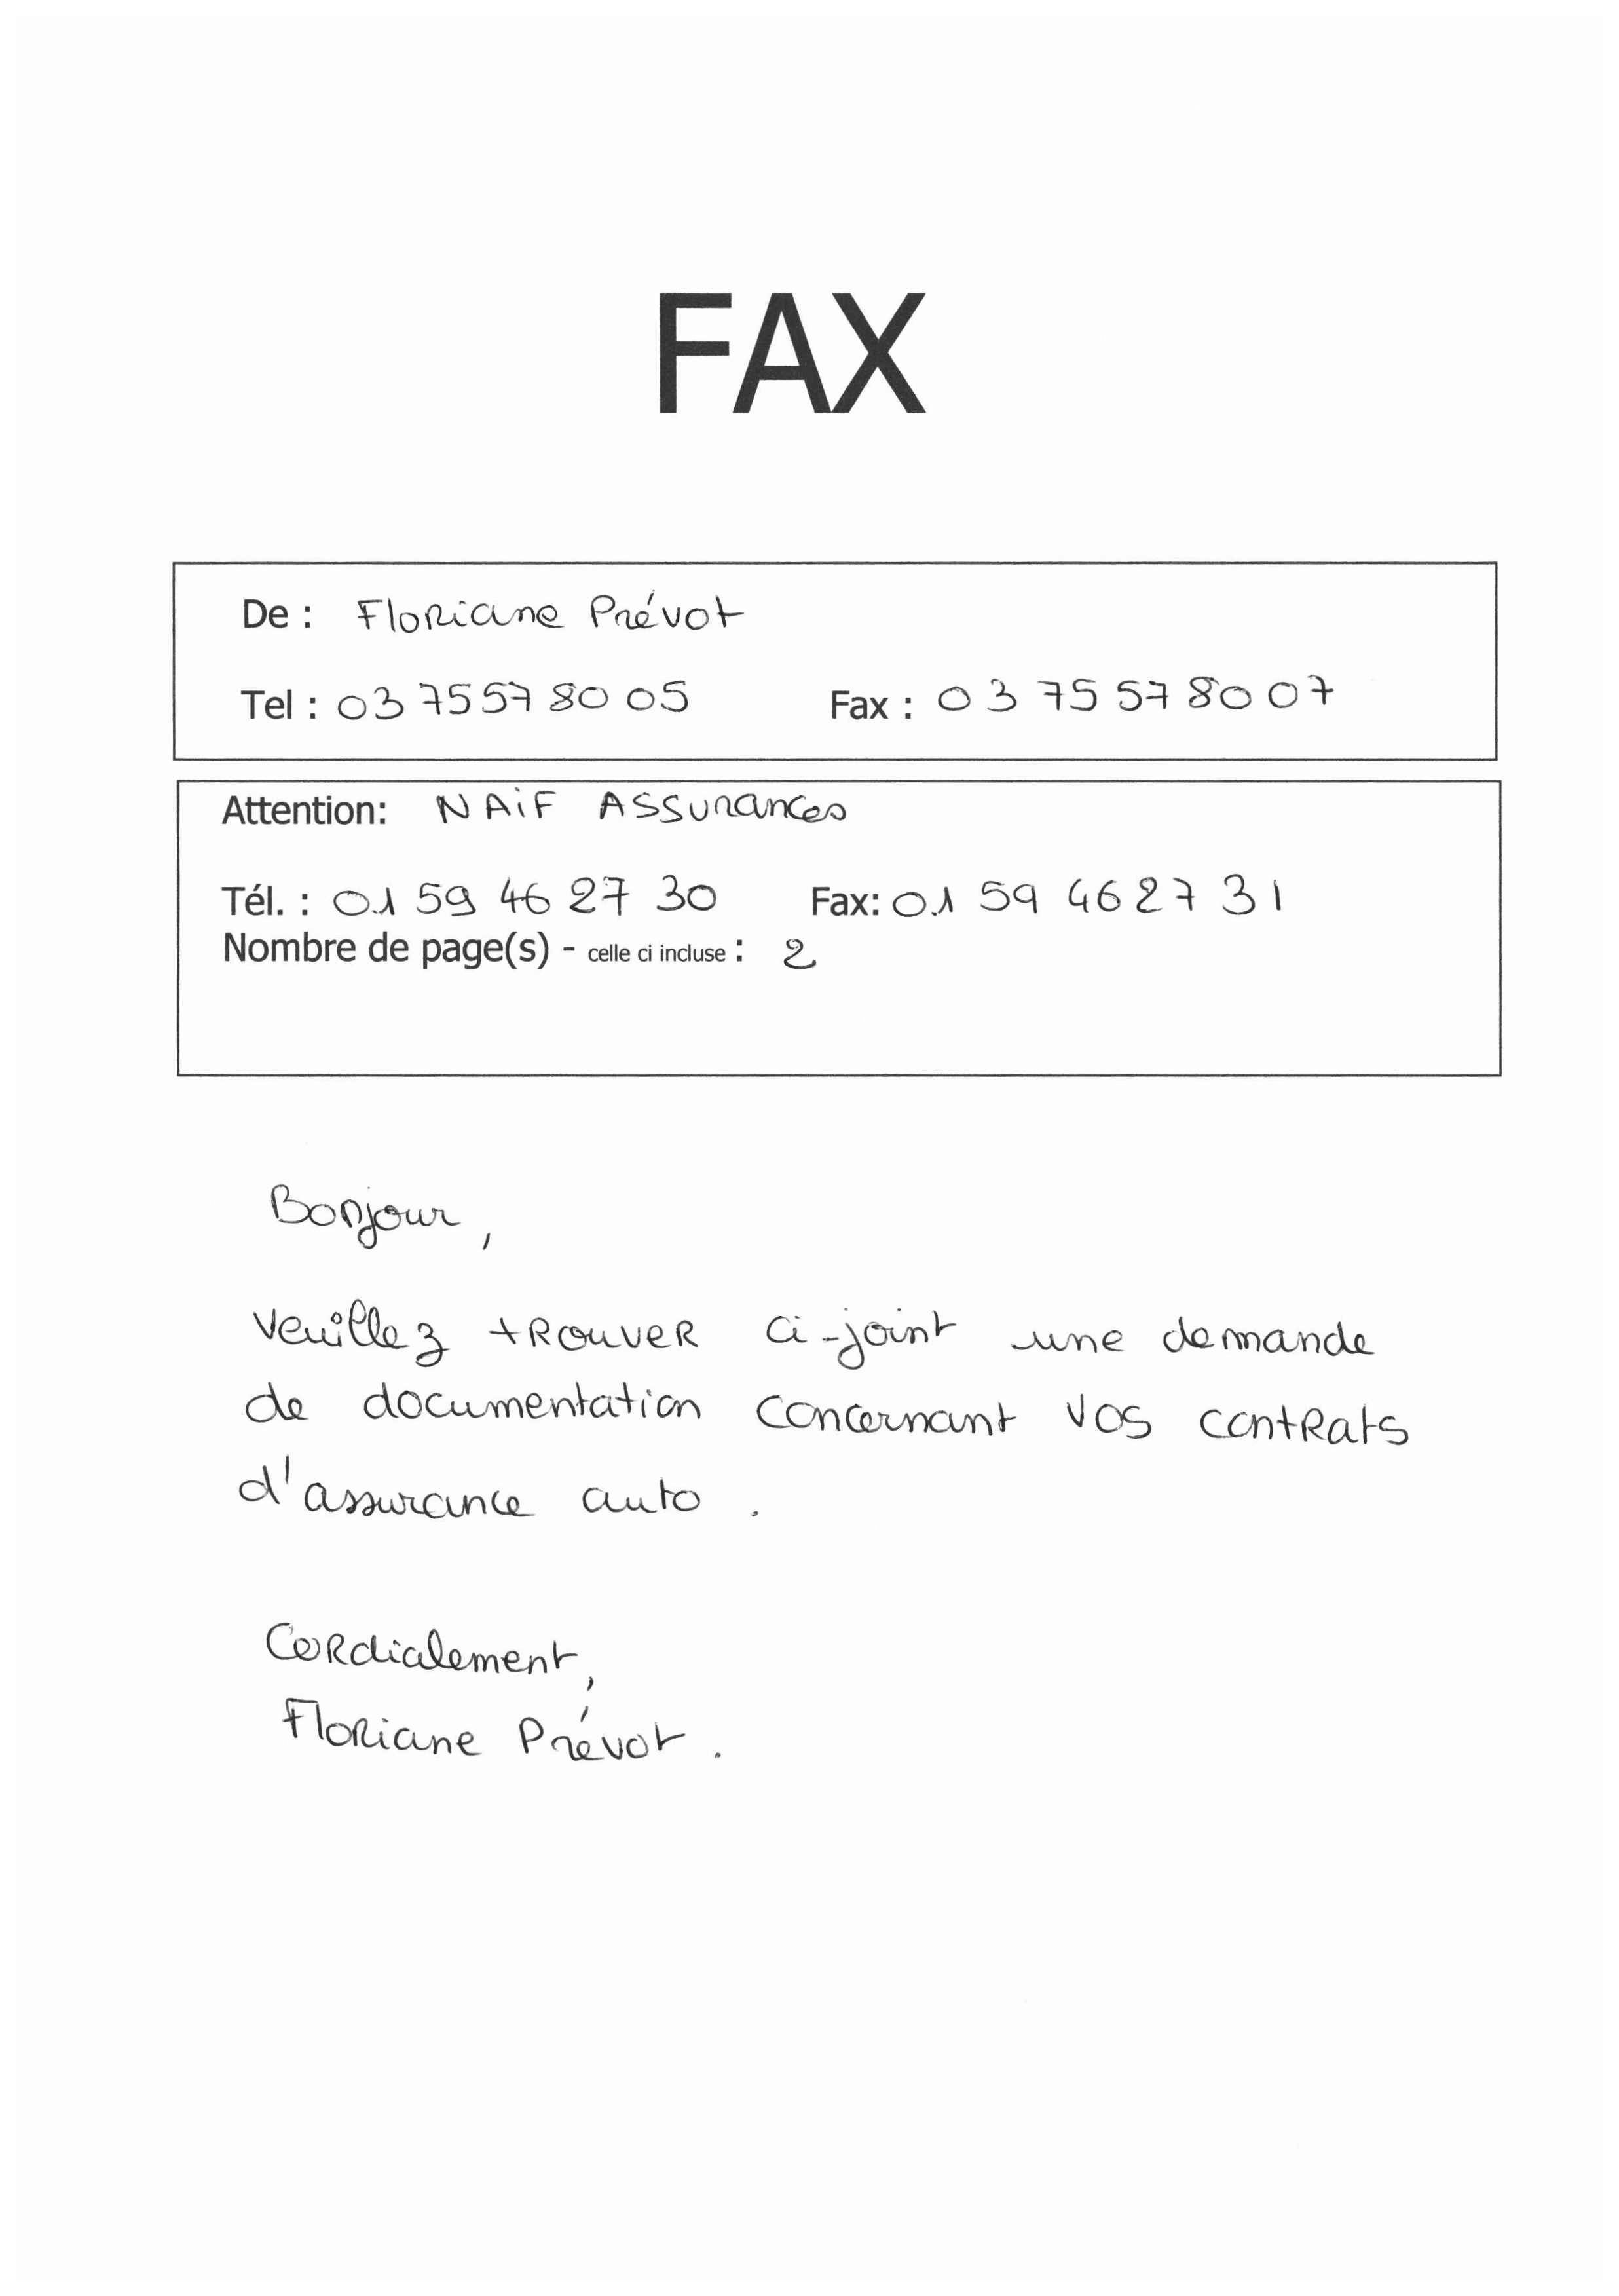 FAX
De : Floriane Prévot
Tel : 03 75 57 80 05 Fax : 03 75 57 80 07
Attention: NAiF ASSurances
Tél. : 01 59 46 27 30 Fax: 01 59 46 27 31
Nombre de page(s) - celle ci incluse : 2
Bonjour,
Veuillez trouver ci-joint une demande
de documentation concernant vos contrats
d'assurance auto.
Cordialement,
Floriane Prévot.